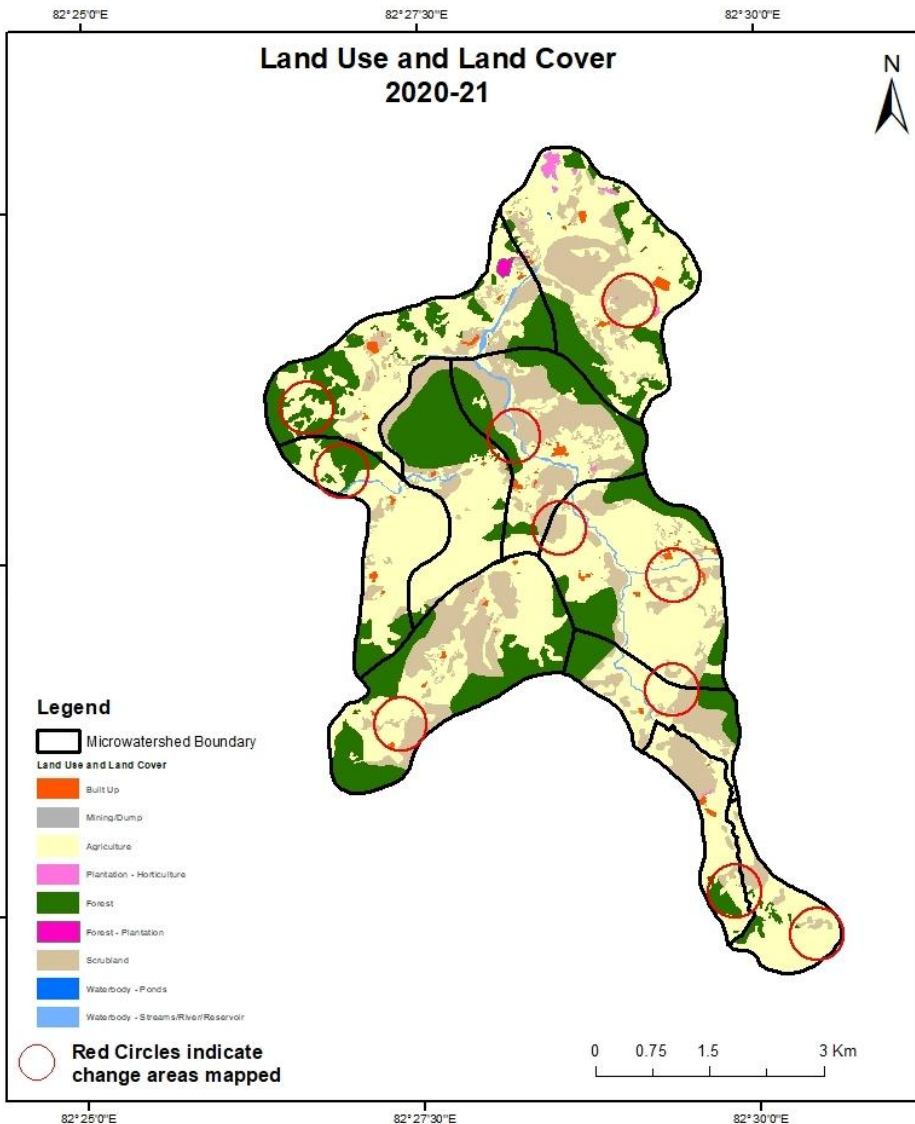 82°25'0"E 82°27'30"E 82°30'0"E
Land Use and Land Cover
2020-21
N
Legend
Microwatershed Boundary
Land Use and Land Cover
Built Up
Mining/Dump
Agriculture
Plantation - Horticulture
Forest
Forest - Plantation
Scrubland
Waterbody - Ponds
Waterbody - Streams/River/Reservoir
Red Circles indicate
change areas mapped
0 0.75 1.5 3 Km
82°25'0"E 82°27'30"E 82°30'0"E